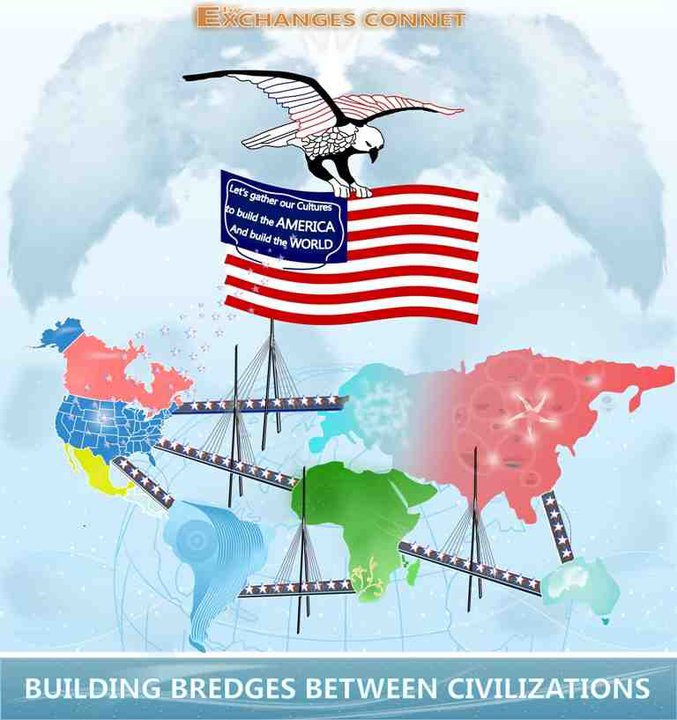 EXCHANGES CONNET
Let's gather our Cultures
to build the AMERICA
And build the WORLD
BUILDING BREDGES BETWEEN CIVILIZATIONS